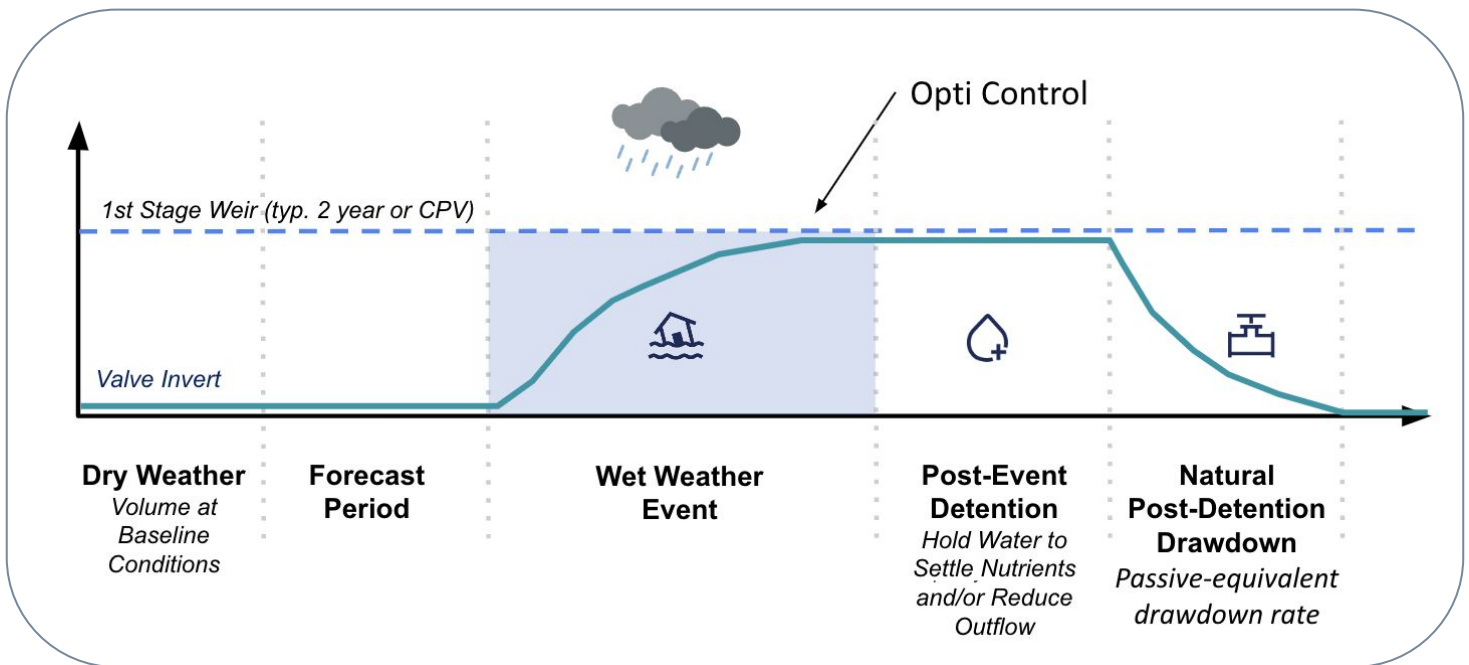 Opti Control
1st Stage Weir (typ. 2 year or CPV)
Valve Invert
Dry Weather
Volume at
Baseline
Conditions
Forecast
Period
Wet Weather
Event
Post-Event
Detention
Hold Water to
Settle Nutrients
and/or Reduce
Outflow
Natural
Post-Detention
Drawdown
Passive-equivalent
drawdown rate